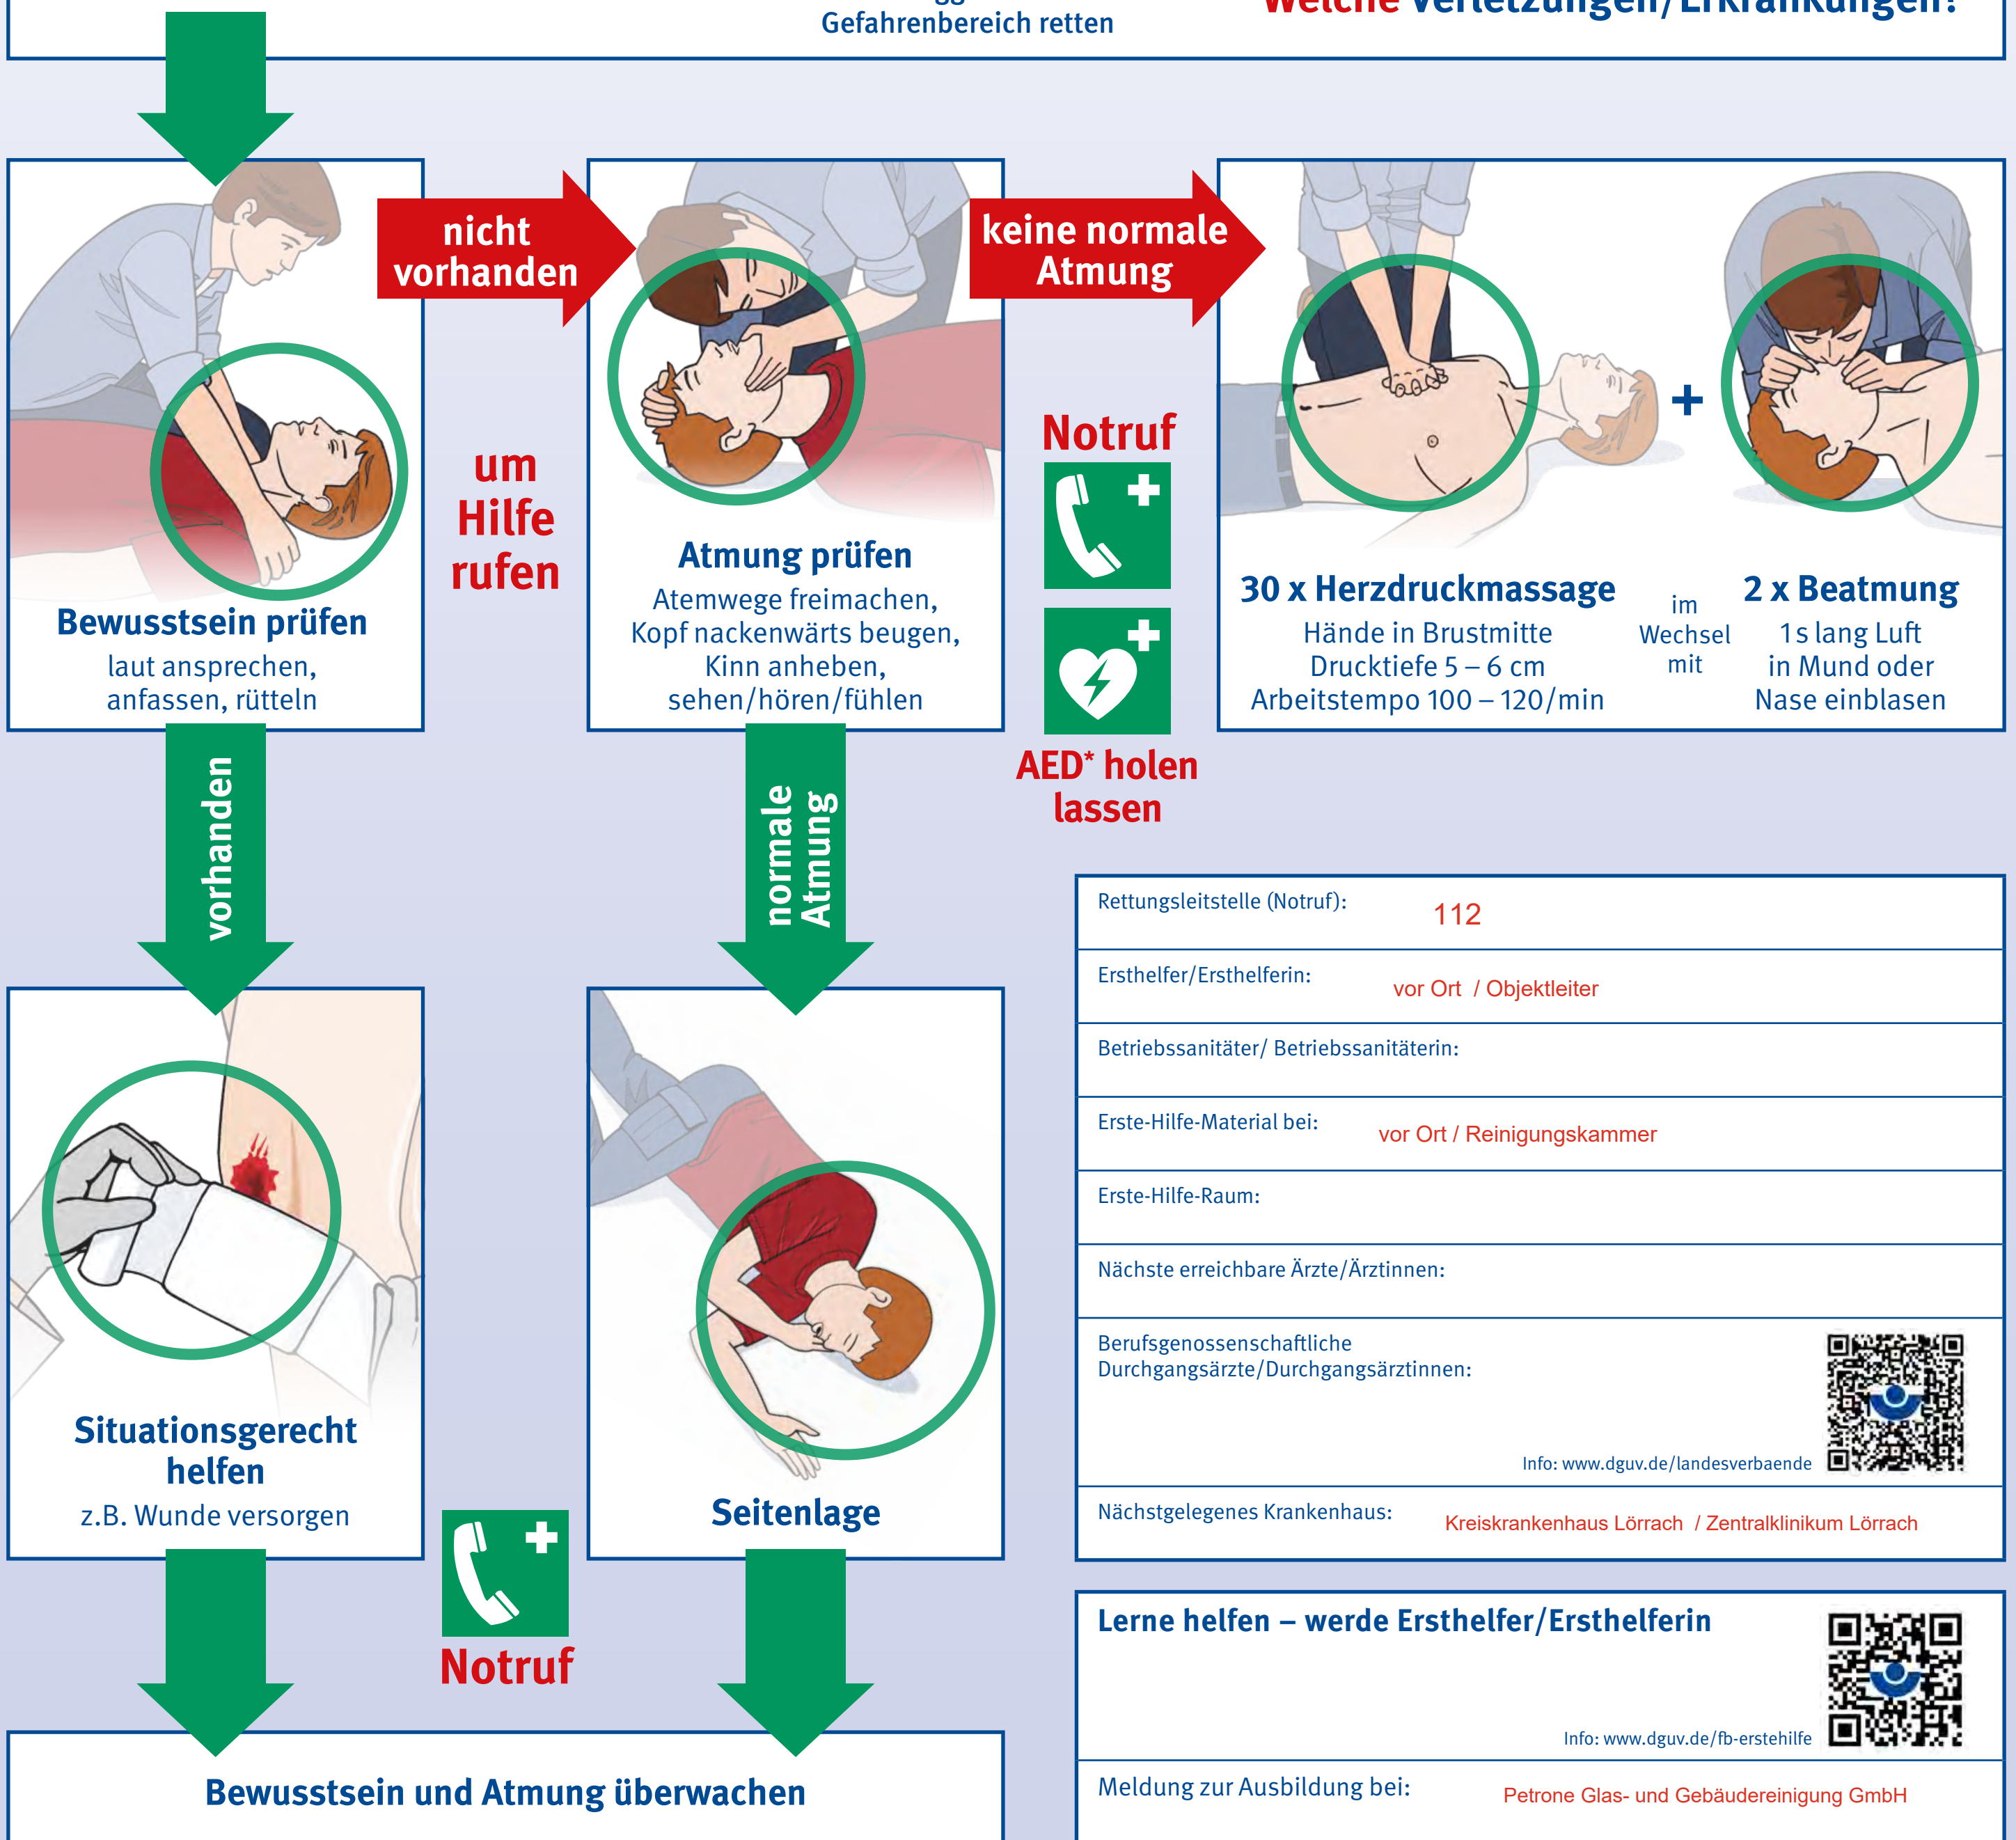 Gefahrenbereich retten
Welche Verletzungen/Erkrankungen?
nicht
vorhanden
um
Hilfe
rufen
keine normale
Atmung
Notruf
AED* holen
lassen
Bewusstsein prüfen
laut ansprechen,
anfassen, rütteln
Atmung prüfen
Atemwege freimachen,
Kopf nackenwärts beugen,
Kinn anheben,
sehen/hören/fühlen
30 x Herzdruckmassage
Hände in Brustmitte
Drucktiefe 5 – 6 cm
Arbeitstempo 100 – 120/min
+
im
Wechsel
mit
2 x Beatmung
1 s lang Luft
in Mund oder
Nase einblasen
vorhanden
normale
Atmung
Situationsgerecht
helfen
z.B. Wunde versorgen
Notruf
Seitenlage
Bewusstsein und Atmung überwachen
Rettungsleitstelle (Notruf): 112
Ersthelfer/Ersthelferin: vor Ort / Objektleiter
Betriebssanitäter/ Betriebssanitäterin:
Erste-Hilfe-Material bei: vor Ort / Reinigungskammer
Erste-Hilfe-Raum:
Nächste erreichbare Ärzte/Ärztinnen:
Berufsgenossenschaftliche
Durchgangsärzte/Durchgangsärztinnen:
Info: www.dguv.de/landesverbaende
Nächstgelegenes Krankenhaus: Kreiskrankenhaus Lörrach / Zentralklinikum Lörrach
Lerne helfen – werde Ersthelfer/Ersthelferin
Info: www.dguv.de/fb-erstehilfe
Meldung zur Ausbildung bei: Petrone Glas- und Gebäudereinigung GmbH